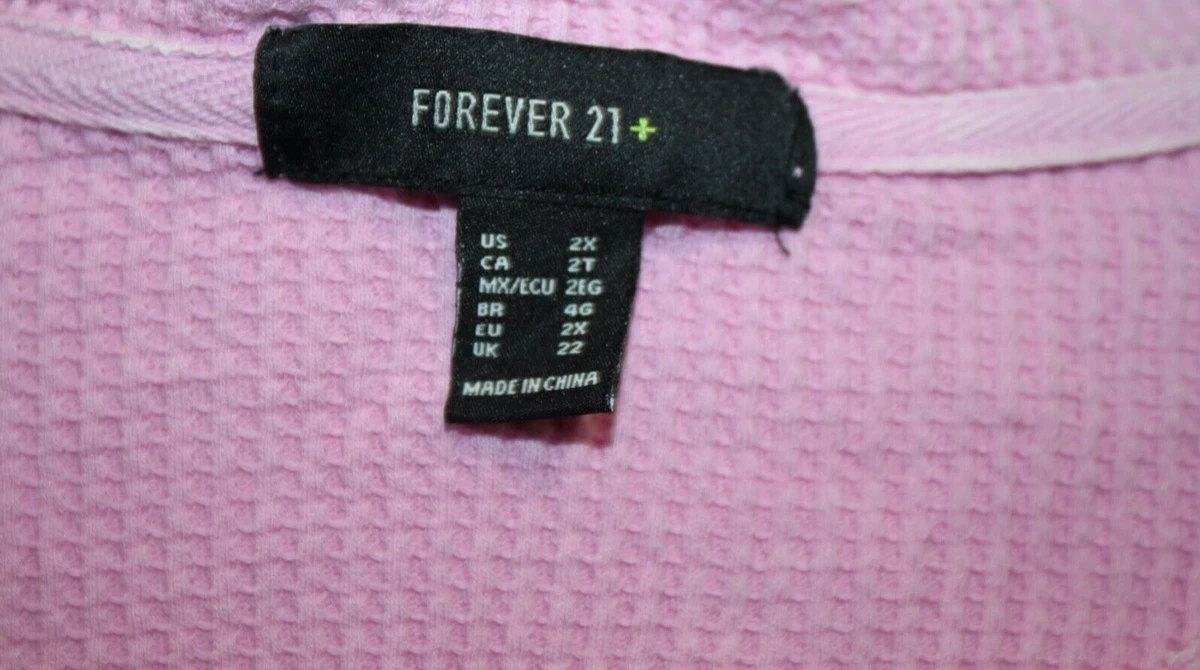 FOREVER 21+
US 2X
CA 2T
MX/ECU 2EG
BR 4G
EU 2X
UK 22
MADE IN CHINA